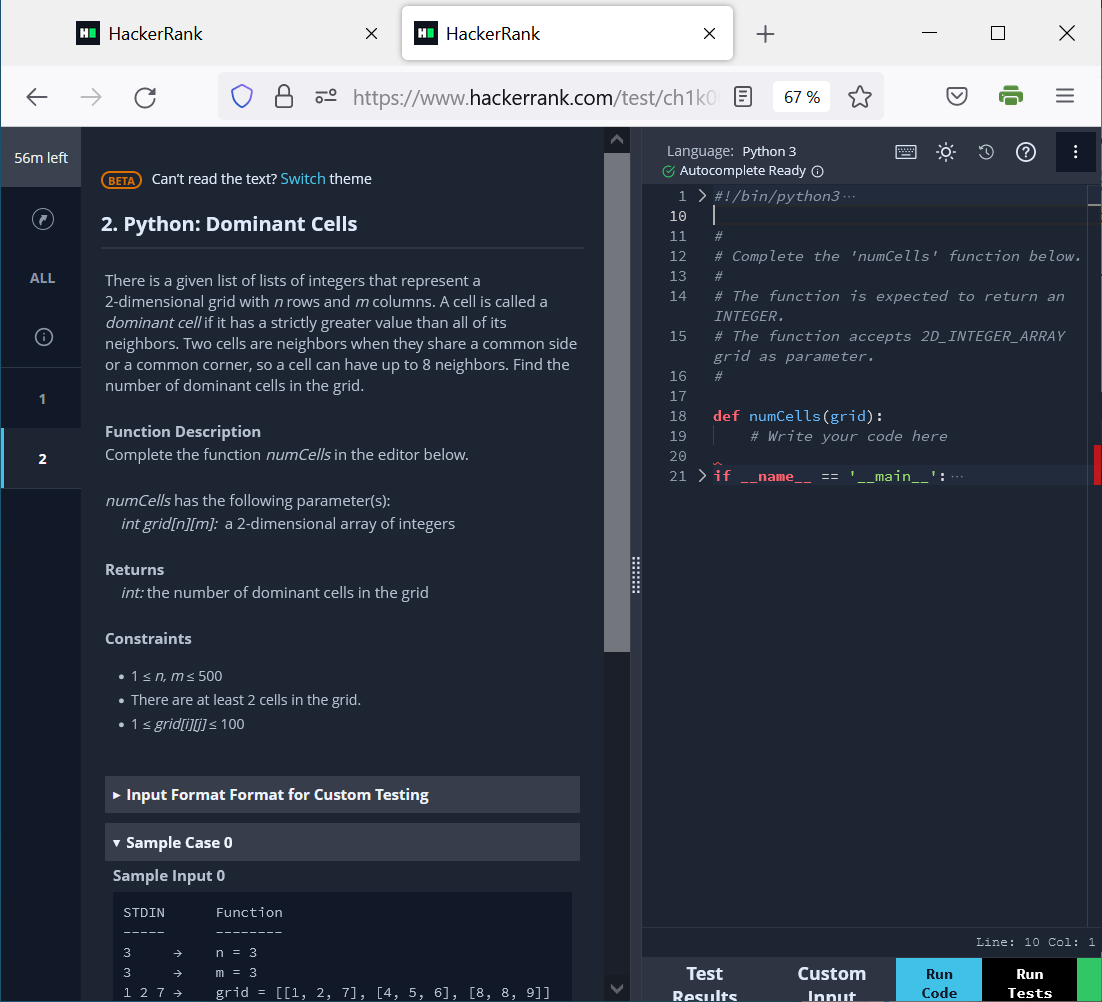 HackerRank
HackerRank
https://www.hackerrank.com/test/ch1k0
67 %
56m left
ALL
1
2
BETA Can't read the text? Switch theme
2. Python: Dominant Cells
There is a given list of lists of integers that represent a
2-dimensional grid with n rows and m columns. A cell is called a
dominant cell if it has a strictly greater value than all of its
neighbors. Two cells are neighbors when they share a common side
or a common corner, so a cell can have up to 8 neighbors. Find the
number of dominant cells in the grid.
Function Description
Complete the function numCells in the editor below.
numCells has the following parameter(s):
int grid[n][m]: a 2-dimensional array of integers
Returns
int: the number of dominant cells in the grid
Constraints
• 1 ≤ n, m ≤ 500
• There are at least 2 cells in the grid.
• 1 ≤ grid[i][j] ≤ 100
▸ Input Format Format for Custom Testing
▾ Sample Case 0
Sample Input 0
STDIN Function
----- --------
3 → n = 3
3 → m = 3
1 2 7 → grid = [[1, 2, 7], [4, 5, 6], [8, 8, 9]]
Language: Python 3
Autocomplete Ready
1 #!/bin/python3···
10
11 #
12 # Complete the 'numCells' function below.
13 #
14 # The function is expected to return an
INTEGER.
15 # The function accepts 2D_INTEGER_ARRAY
grid as parameter.
16 #
17
18 def numCells(grid):
19 # Write your code here
20
21 if __name__ == '__main__':···
Line: 10 Col: 1
Test
Results
Custom
Input
Run
Code
Run
Tests